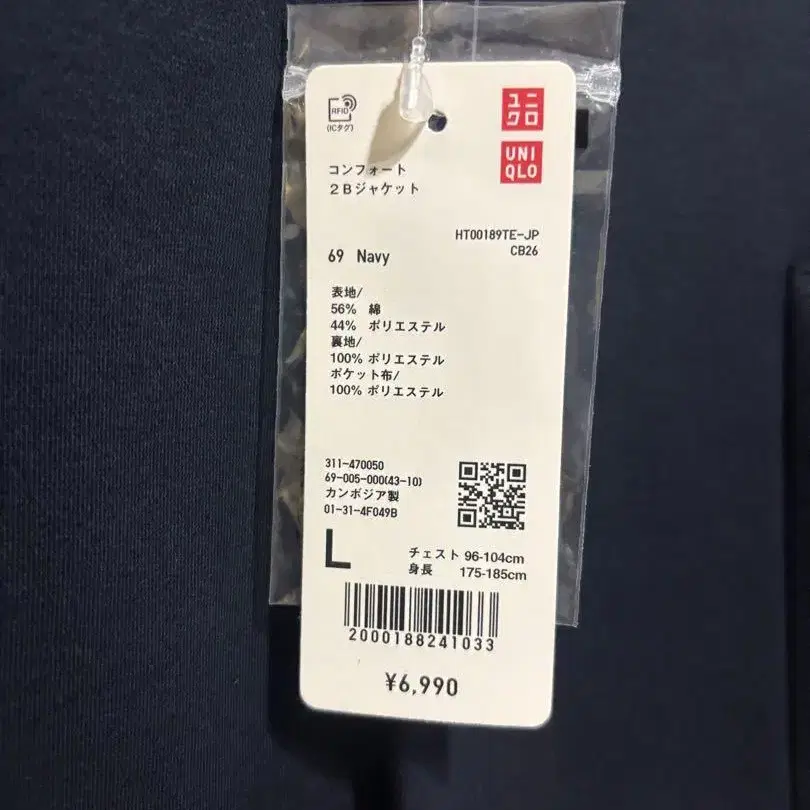 RFID
(ICタグ)
ユニ
クロ
UNI
QLO
コンフォート
2Bジャケット
HT00189TE-JP
CB26
69 Navy
表地/
56% 綿
44% ポリエステル
裏地/
100% ポリエステル
ポケット布/
100% ポリエステル
311-470050
69-005-000(43-10)
カンボジア製
01-31-4F049B
L
チェスト 96-104cm
身長 175-185cm
2000188241033
¥6,990